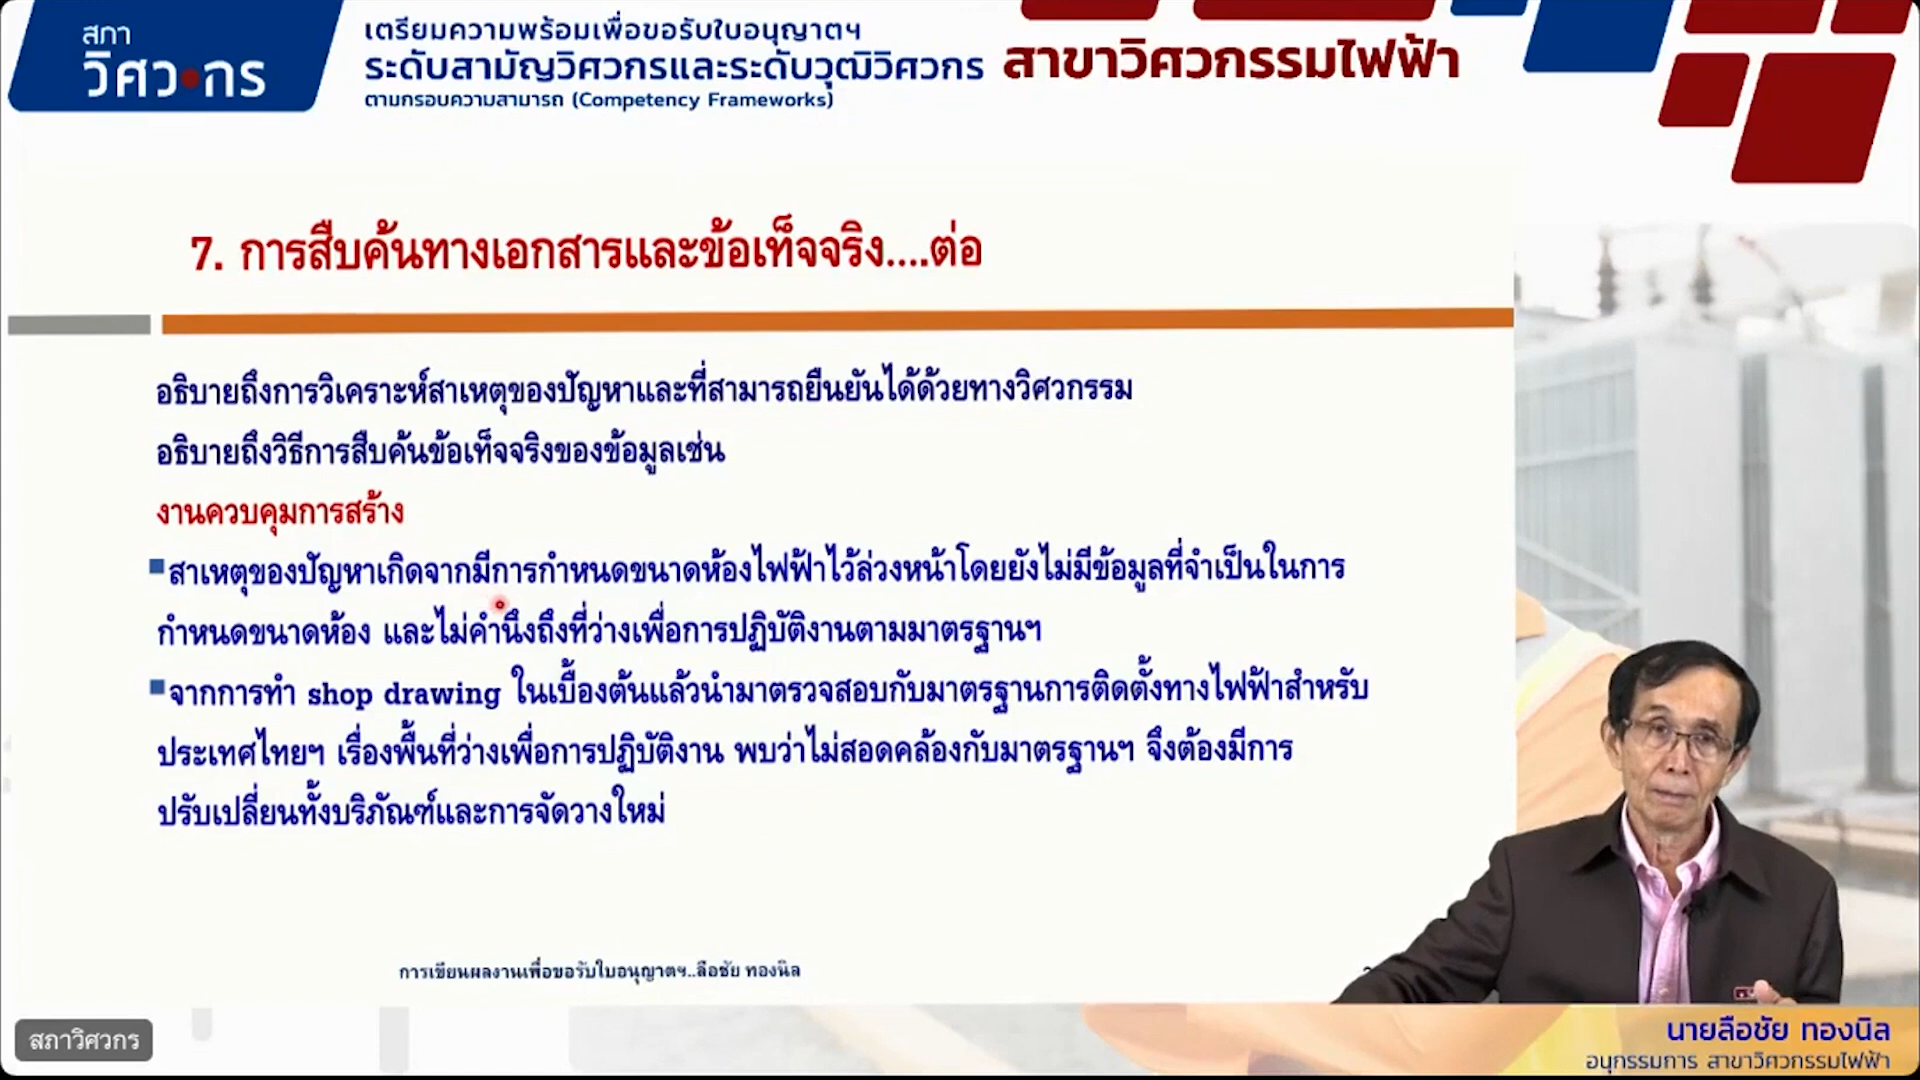 สภา
วิศวกร
เตรียมความพร้อมเพื่อขอรับใบอนุญาตฯ
ระดับสามัญวิศวกรและระดับวุฒิวิศวกร สาขาวิศวกรรมไฟฟ้า
ตามกรอบความสามารถ (Competency Frameworks)
7. การสืบค้นทางเอกสารและข้อเท็จจริง....ต่อ
อธิบายถึงการวิเคราะห์สาเหตุของปัญหาและที่สามารถยืนยันได้ด้วยทางวิศวกรรม
อธิบายถึงวิธีการสืบค้นข้อเท็จจริงของข้อมูลเช่น
งานควบคุมการสร้าง
สาเหตุของปัญหาเกิดจากมีการกำหนดขนาดห้องไฟฟ้าไว้ล่วงหน้าโดยยังไม่มีข้อมูลที่จำเป็นในการ
กำหนดขนาดห้อง และไม่คำนึงถึงที่ว่างเพื่อการปฏิบัติงานตามมาตรฐานฯ
จากการทำ shop drawing ในเบื้องต้นแล้วนำมาตรวจสอบกับมาตรฐานการติดตั้งทางไฟฟ้าสำหรับ
ประเทศไทยฯ เรื่องพื้นที่ว่างเพื่อการปฏิบัติงาน พบว่าไม่สอดคล้องกับมาตรฐานฯ จึงต้องมีการ
ปรับเปลี่ยนทั้งบริภัณฑ์และการจัดวางใหม่
การเขียนผลงานเพื่อขอรับใบอนุญาตฯ..ลือชัย ทองนิล
สภาวิศวกร
นายลือชัย ทองนิล
อนุกรรมการ สาขาวิศวกรรมไฟฟ้า